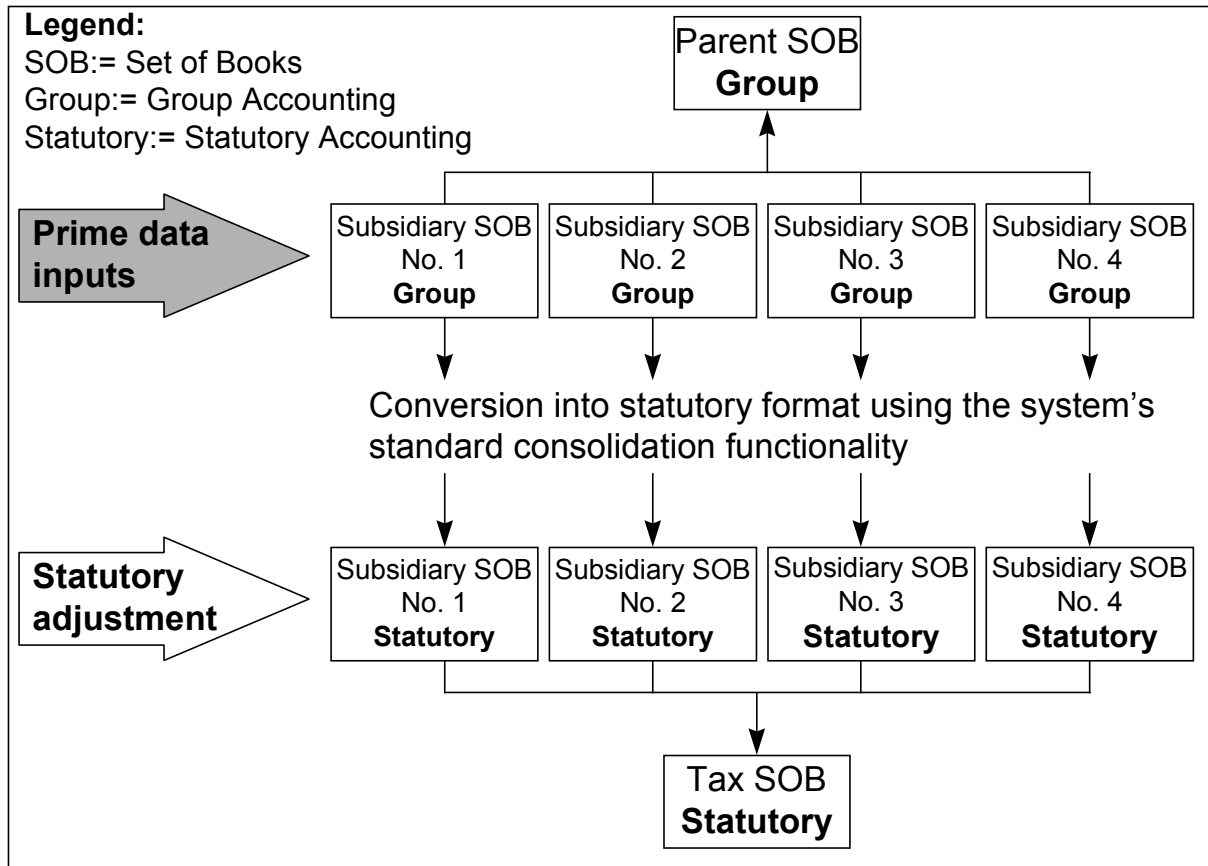 Legend:
SOB:= Set of Books
Group:= Group Accounting
Statutory:= Statutory Accounting
Parent SOB
Group
Prime data
inputs
Subsidiary SOB
No. 1
Group
Subsidiary SOB
No. 2
Group
Subsidiary SOB
No. 3
Group
Subsidiary SOB
No. 4
Group
Conversion into statutory format using the system's
standard consolidation functionality
Statutory
adjustment
Subsidiary SOB
No. 1
Statutory
Subsidiary SOB
No. 2
Statutory
Subsidiary SOB
No. 3
Statutory
Subsidiary SOB
No. 4
Statutory
Tax SOB
Statutory